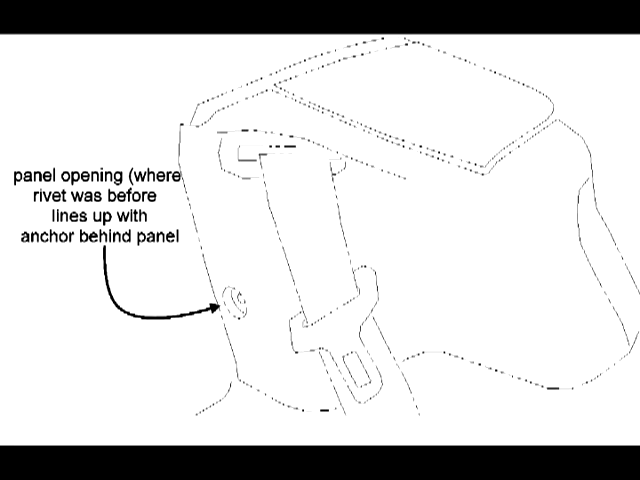 panel opening (where
rivet was before
lines up with
anchor behind panel